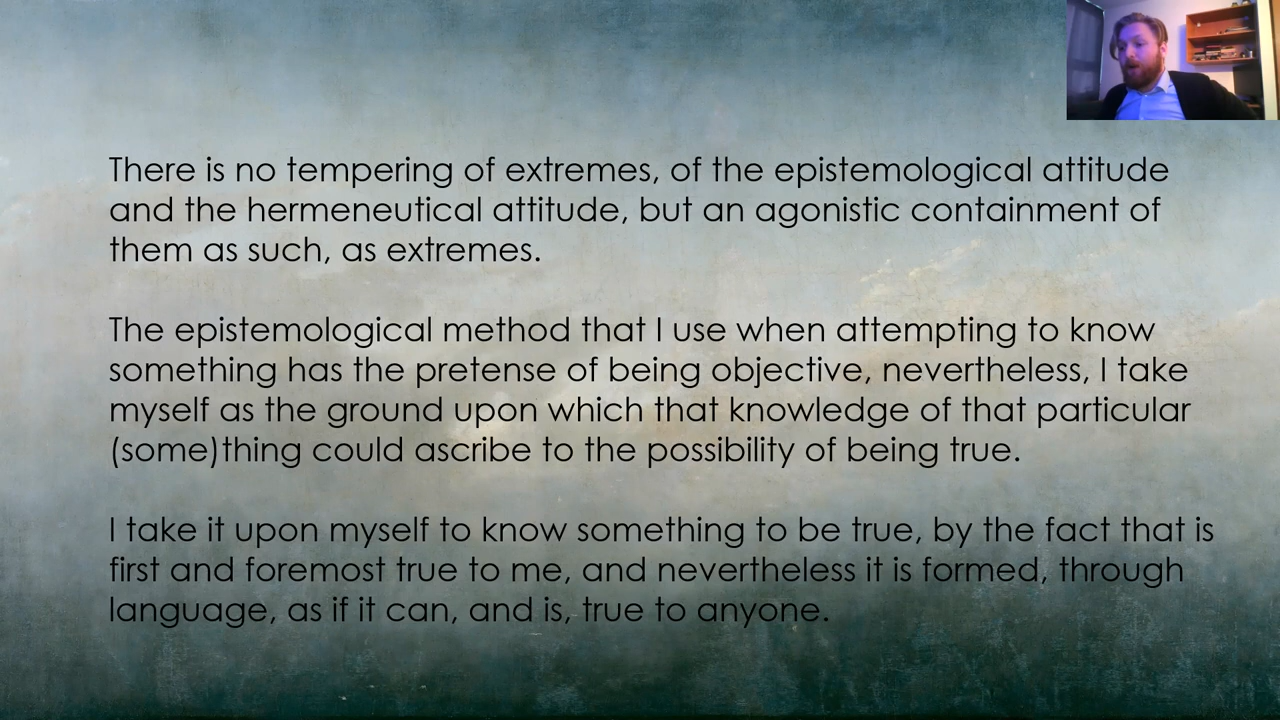 There is no tempering of extremes, of the epistemological attitude
and the hermeneutical attitude, but an agonistic containment of
them as such, as extremes.
The epistemological method that I use when attempting to know
something has the pretense of being objective, nevertheless, I take
myself as the ground upon which that knowledge of that particular
(some)thing could ascribe to the possibility of being true.
I take it upon myself to know something to be true, by the fact that is
first and foremost true to me, and nevertheless it is formed, through
language, as if it can, and is, true to anyone.